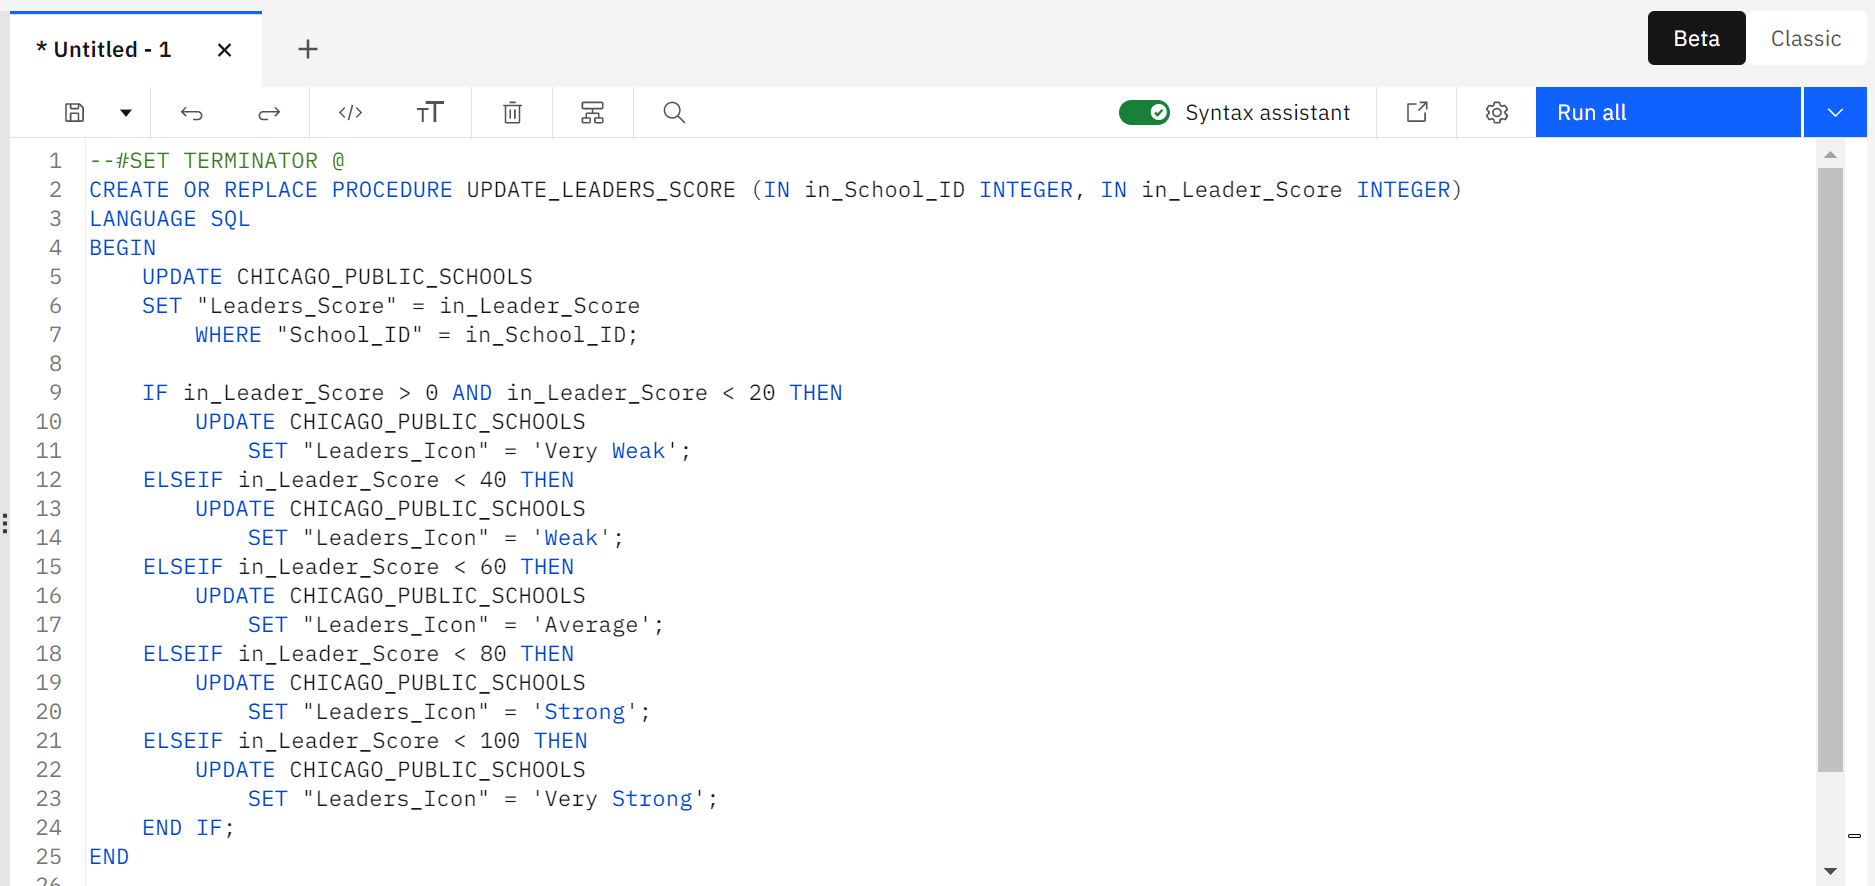 * Untitled - 1
Beta Classic
Syntax assistant Run all
1 --#SET TERMINATOR @
2 CREATE OR REPLACE PROCEDURE UPDATE_LEADERS_SCORE (IN in_School_ID INTEGER, IN in_Leader_Score INTEGER)
3 LANGUAGE SQL
4 BEGIN
5     UPDATE CHICAGO_PUBLIC_SCHOOLS
6     SET "Leaders_Score" = in_Leader_Score
7         WHERE "School_ID" = in_School_ID;
8
9     IF in_Leader_Score > 0 AND in_Leader_Score < 20 THEN
10         UPDATE CHICAGO_PUBLIC_SCHOOLS
11             SET "Leaders_Icon" = 'Very Weak';
12     ELSEIF in_Leader_Score < 40 THEN
13         UPDATE CHICAGO_PUBLIC_SCHOOLS
14             SET "Leaders_Icon" = 'Weak';
15     ELSEIF in_Leader_Score < 60 THEN
16         UPDATE CHICAGO_PUBLIC_SCHOOLS
17             SET "Leaders_Icon" = 'Average';
18     ELSEIF in_Leader_Score < 80 THEN
19         UPDATE CHICAGO_PUBLIC_SCHOOLS
20             SET "Leaders_Icon" = 'Strong';
21     ELSEIF in_Leader_Score < 100 THEN
22         UPDATE CHICAGO_PUBLIC_SCHOOLS
23             SET "Leaders_Icon" = 'Very Strong';
24     END IF;
25 END
26